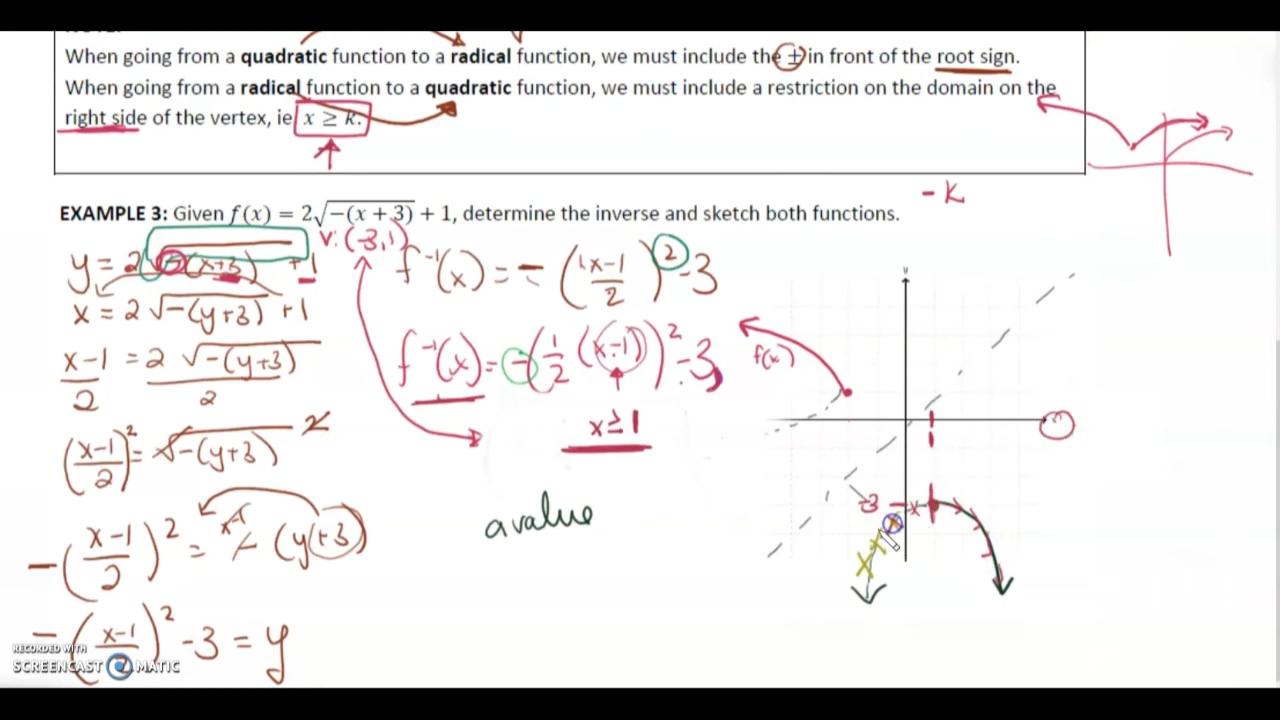 When going from a quadratic function to a radical function, we must include the ± in front of the root sign.
When going from a radical function to a quadratic function, we must include a restriction on the domain on the
right side of the vertex, ie x ≥ k.
- k
EXAMPLE 3: Given f(x) = 2√-(x + 3) + 1, determine the inverse and sketch both functions.
y = 2√-(x+3) +1
V: (-3,1)
x = 2√-(y+3) +1
x-1/2 = 2√-(y+3)/2
(x-1/2)² = √-(y+3) ²
-(x-1/2)² = -(y+3)
-(x-1/2)² -3 = y
f⁻¹(x) = -(x-1/2)² -3
f⁻¹(x) = -(1/2(x-1))² -3,
x≥1
a value
f(x)
y
-3
RECORDED WITH
SCREENCAST MATIC